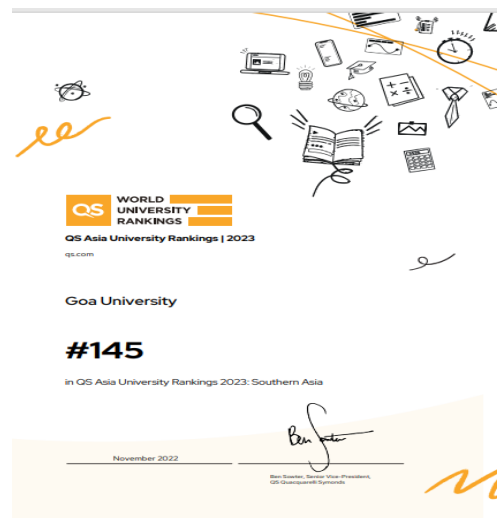 QS
WORLD
UNIVERSITY
RANKINGS
QS Asia University Rankings | 2023
qs.com
Goa University
#145
in QS Asia University Rankings 2023: Southern Asia
November 2022
Ben Sowter, Senior Vice-President,
QS Quacquarelli Symonds